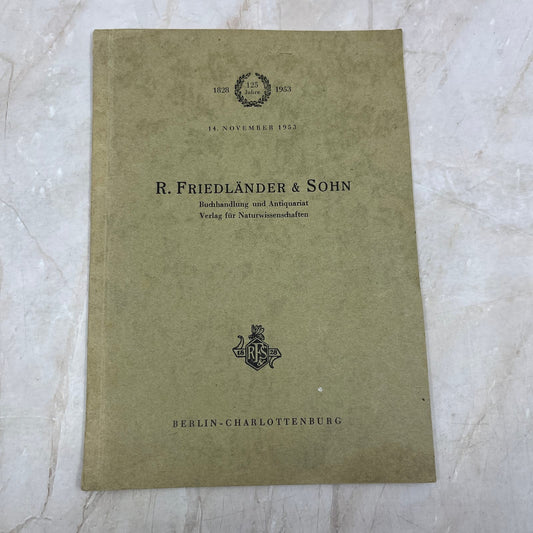 1828 125 Jahre 1953
14. NOVEMBER 1953
R. FRIEDLÄNDER & SOHN
Buchhandlung und Antiquariat
Verlag für Naturwissenschaften
18 RFS 28
BERLIN-CHARLOTTENBURG